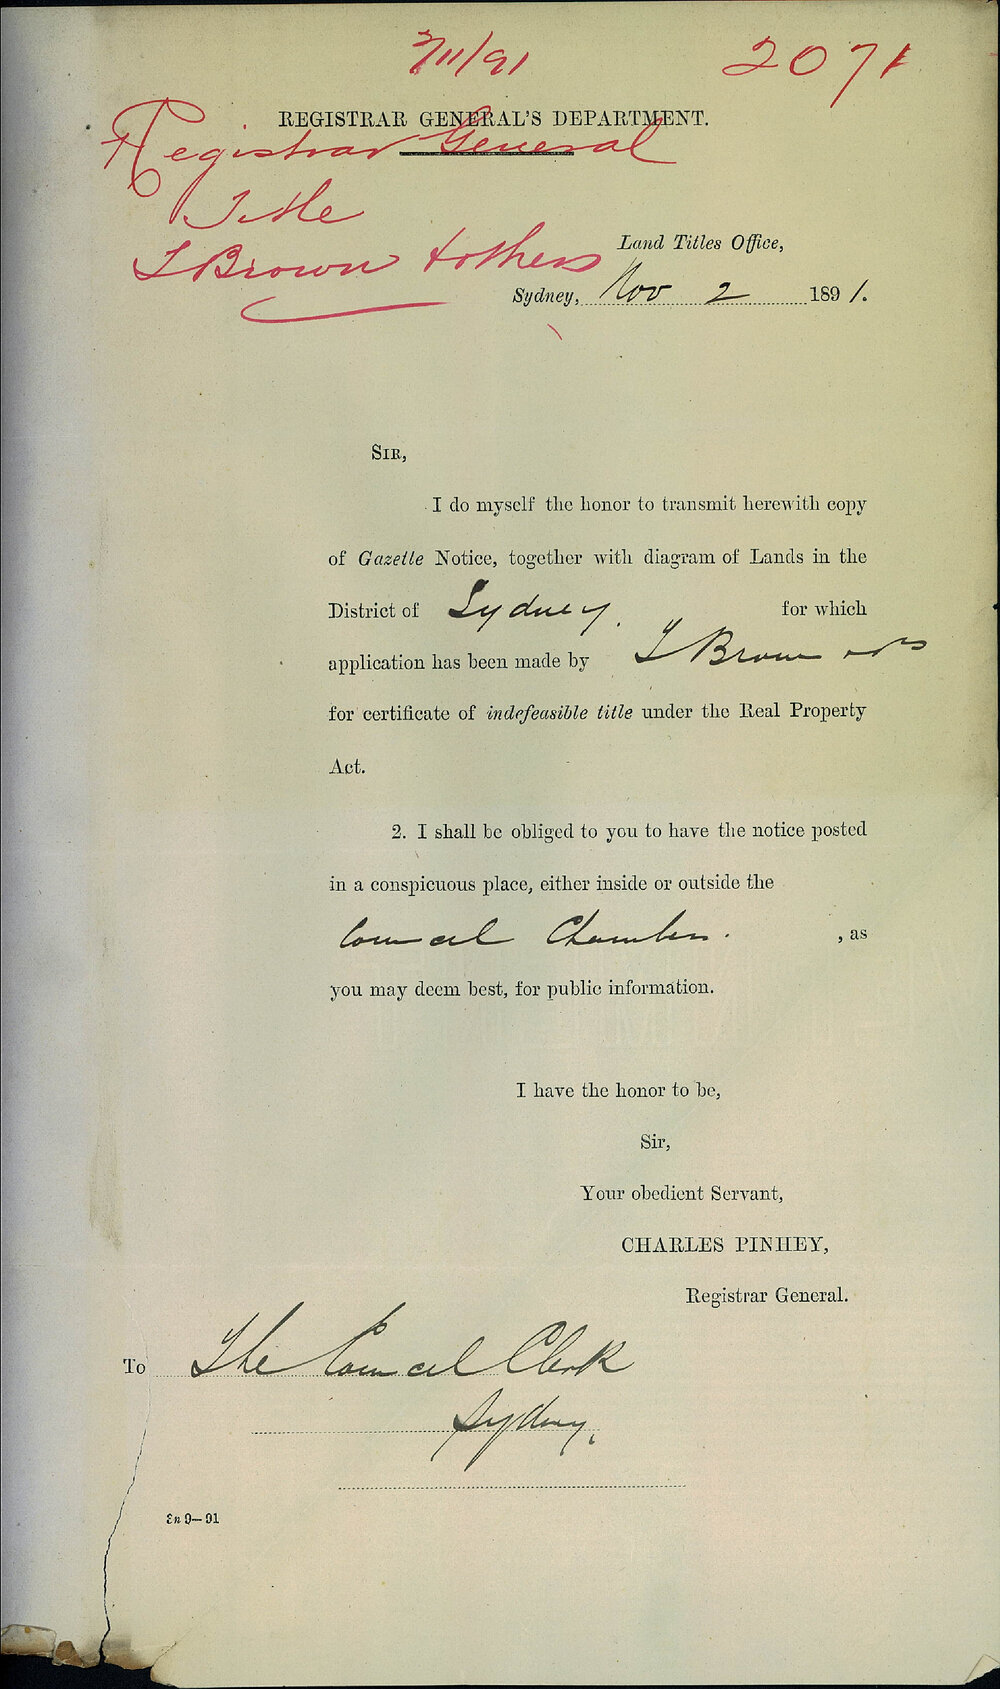 3/11/91 2071
REGISTRAR GENERAL'S DEPARTMENT.
Registrar General
Title
T Brown & others
Land Titles Office,
Sydney, Nov 2 1891.
SIR,
I do myself the honor to transmit herewith copy
of Gazette Notice, together with diagram of Lands in the
District of Sydney. for which
application has been made by T Brown
for certificate of indefeasible title under the Real Property
Act.
2. I shall be obliged to you to have the notice posted
in a conspicuous place, either inside or outside the
Council Chambers. , as
you may deem best, for public information.
I have the honor to be,
Sir,
Your obedient Servant,
CHARLES PINHEY,
Registrar General.
To The Council Clerk
Sydney.
9—91